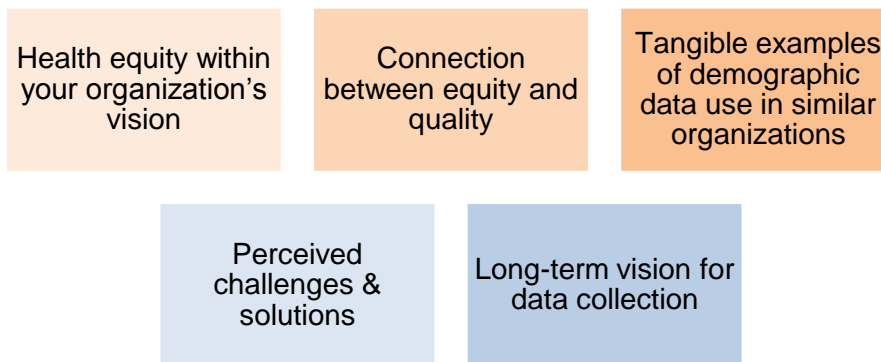 Health equity within
your organization's
vision
Connection
between equity and
quality
Tangible examples
of demographic
data use in similar
organizations
Perceived
challenges &
solutions
Long-term vision for
data collection